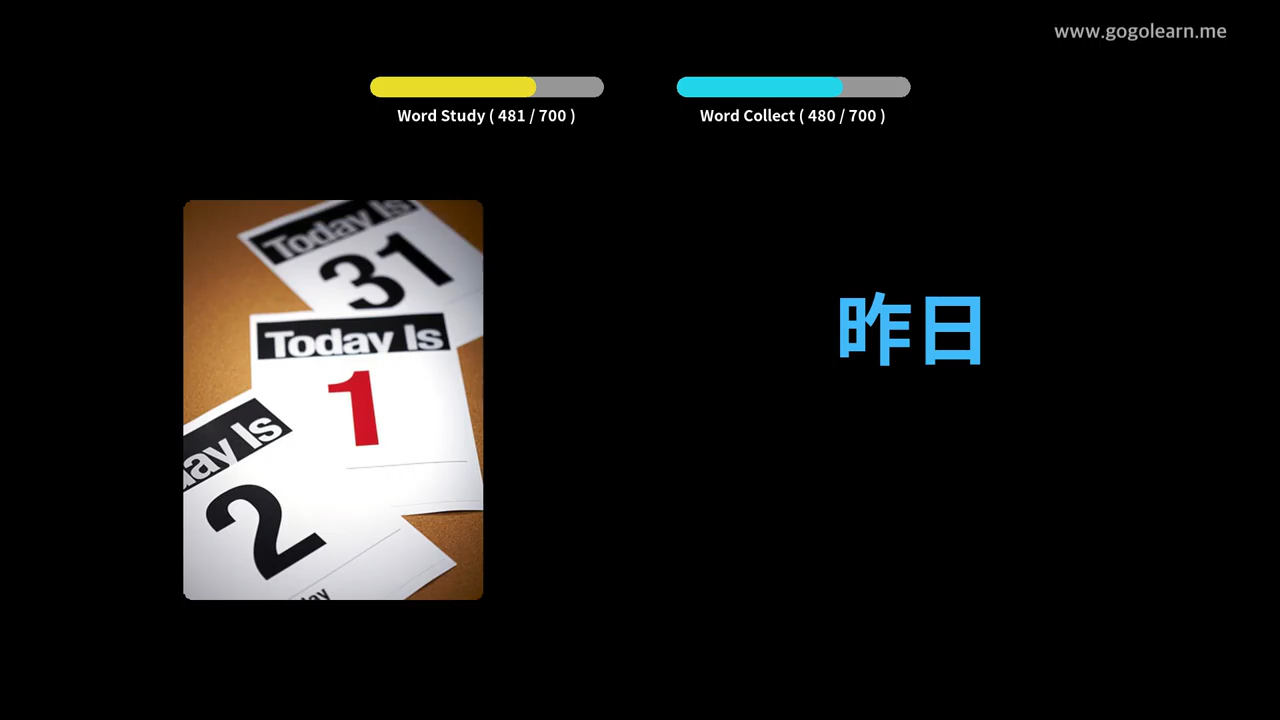 www.gogolearn.me
Word Study ( 481 / 700 )
Word Collect ( 480 / 700 )
Today Is
31
Today Is
1
ay Is
2
昨日